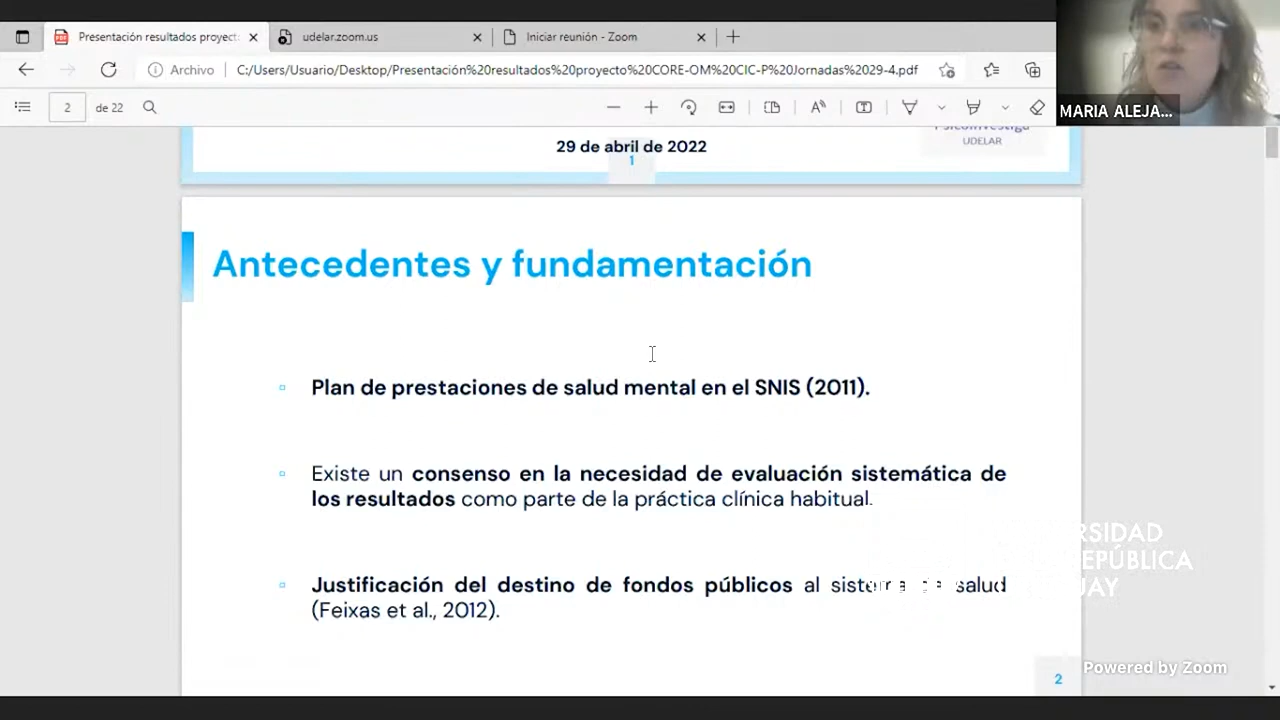 Presentación resultados proyect
udelar.zoom.us
Iniciar reunión - Zoom
Archivo
C:/Users/Usuario/Desktop/Presentación%20resultados%20proyecto%20CORE-OM%20CIC-P%20Jornadas%2029-4.pdf
2 de 22
MARIA ALEJA...
29 de abril de 2022
UDELAR
1
Antecedentes y fundamentación
Plan de prestaciones de salud mental en el SNIS (2011).
Existe un consenso en la necesidad de evaluación sistemática de
los resultados como parte de la práctica clínica habitual.
Justificación del destino de fondos públicos al sistema de salud
(Feixas et al., 2012).
2
Powered by Zoom